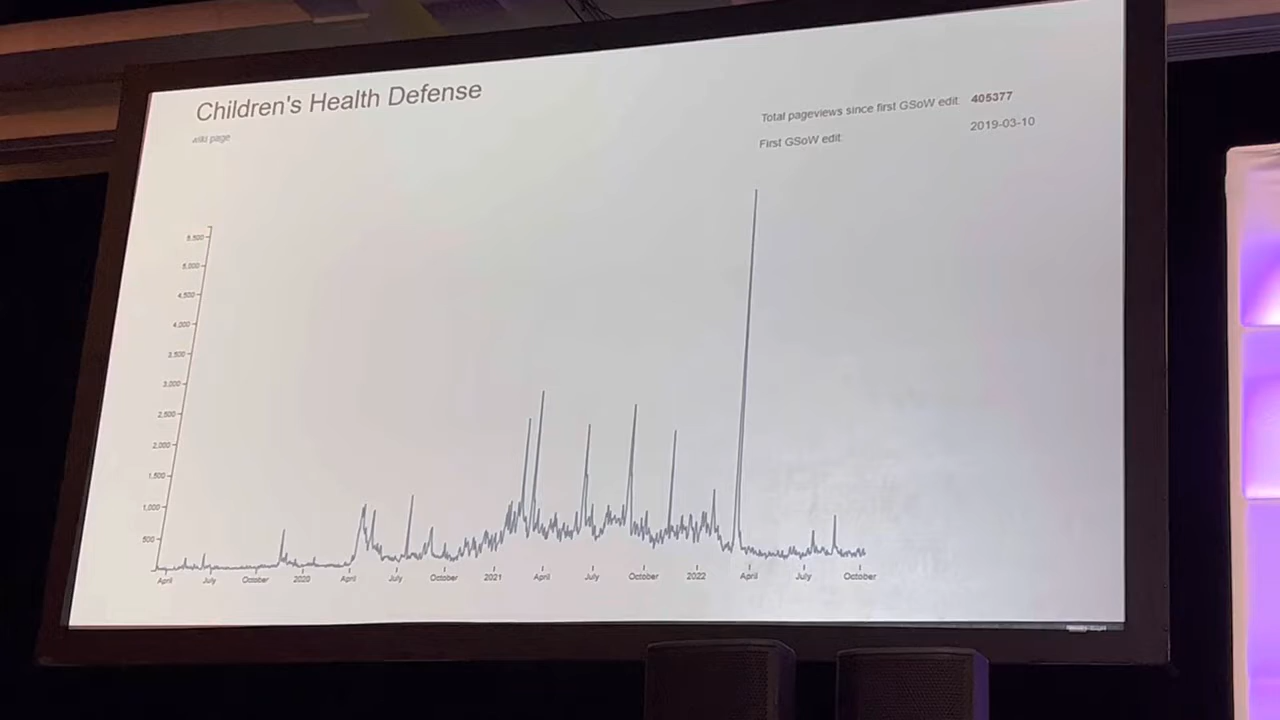 Children's Health Defense
wiki page
Total pageviews since first GSoW edit: 405377
First GSoW edit: 2019-03-10
5,500
5,000
4,500
4,000
3,500
3,000
2,500
2,000
1,500
1,000
500
April July October 2020 April July October 2021 April July October 2022 April July October